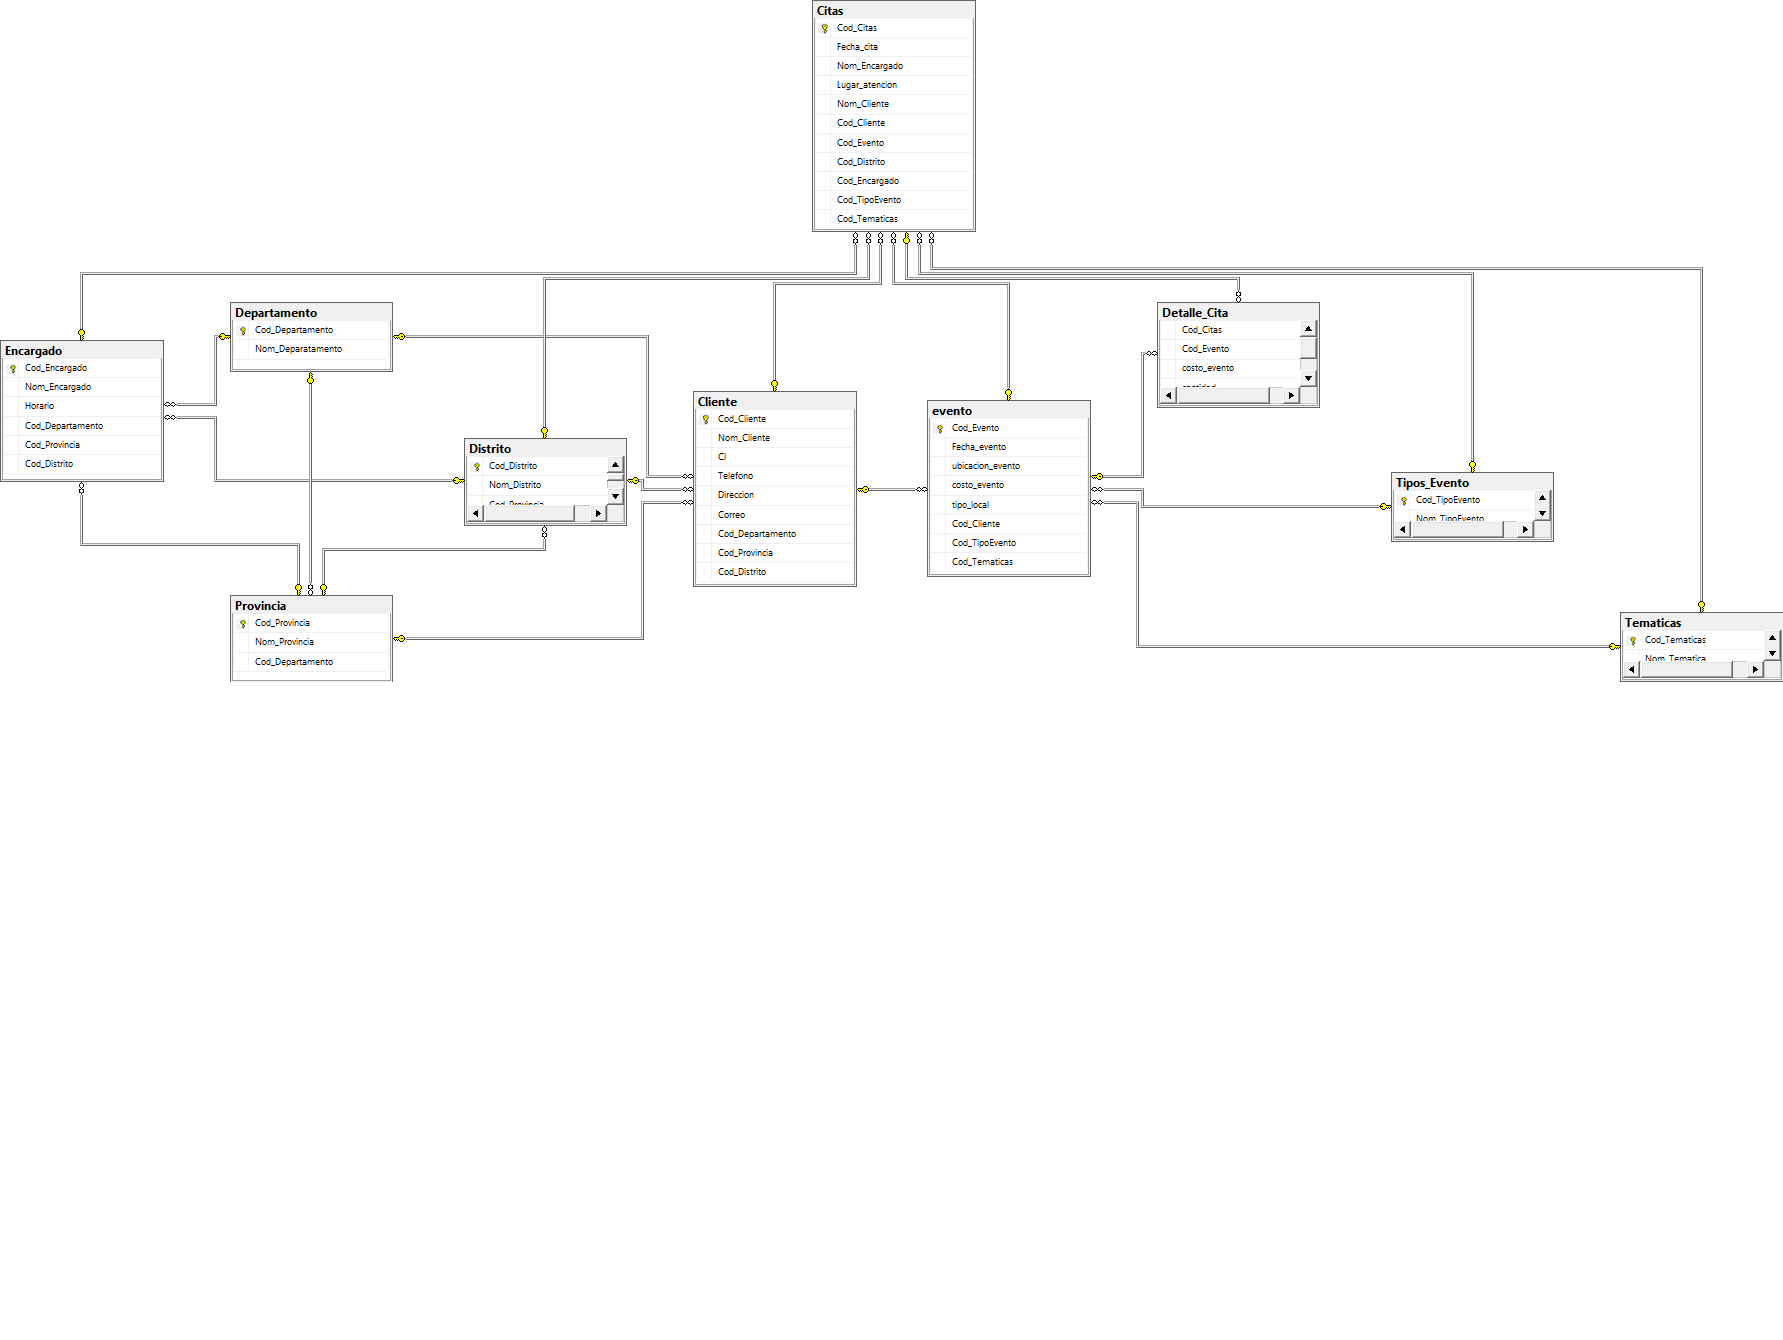 Citas
Cod_Citas
Fecha_cita
Nom_Encargado
Lugar_atencion
Nom_Cliente
Cod_Cliente
Cod_Evento
Cod_Distrito
Cod_Encargado
Cod_TipoEvento
Cod_Tematicas
Encargado
Cod_Encargado
Nom_Encargado
Horario
Cod_Departamento
Cod_Provincia
Cod_Distrito
Departamento
Cod_Departamento
Nom_Deparatamento
Provincia
Cod_Provincia
Nom_Provincia
Cod_Departamento
Distrito
Cod_Distrito
Nom_Distrito
Cod_Provincia
Cliente
Cod_Cliente
Nom_Cliente
CI
Telefono
Direccion
Correo
Cod_Departamento
Cod_Provincia
Cod_Distrito
evento
Cod_Evento
Fecha_evento
ubicacion_evento
costo_evento
tipo_local
Cod_Cliente
Cod_TipoEvento
Cod_Tematicas
Detalle_Cita
Cod_Citas
Cod_Evento
costo_evento
cantidad
Tipos_Evento
Cod_TipoEvento
Nom_TipoEvento
Tematicas
Cod_Tematicas
Nom_Tematica